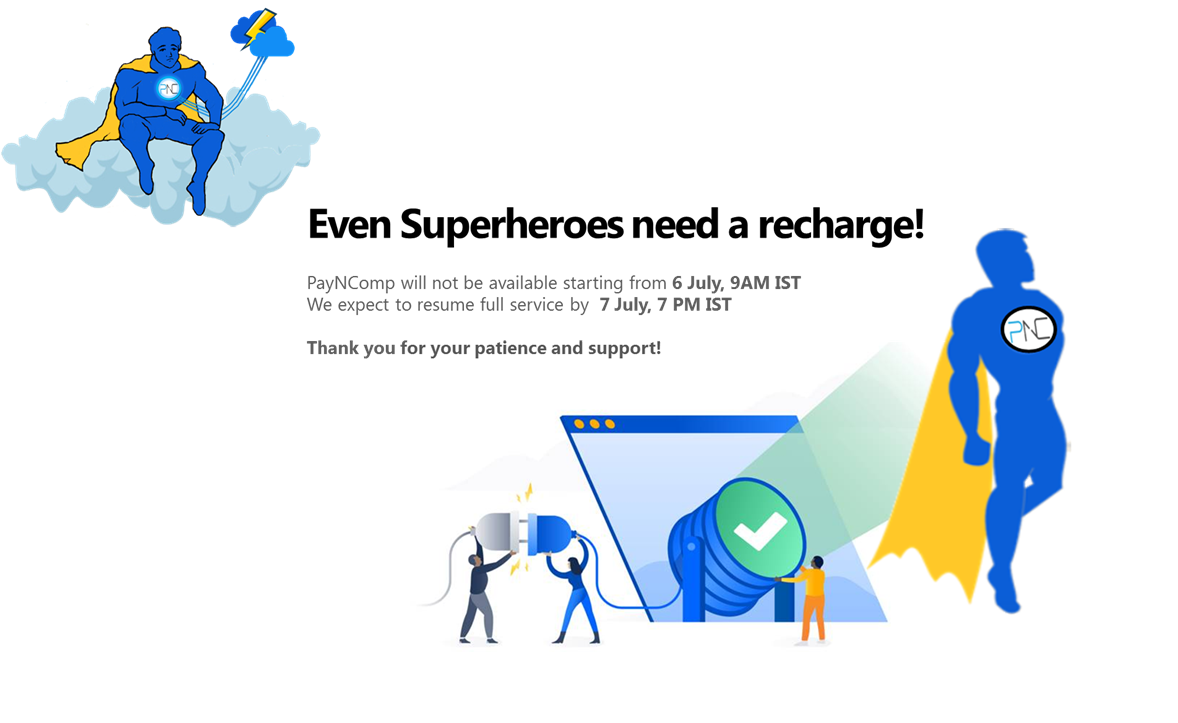 PNC
Even Superheroes need a recharge!
PayNComp will not be available starting from 6 July, 9AM IST
We expect to resume full service by 7 July, 7 PM IST
Thank you for your patience and support!
PNC